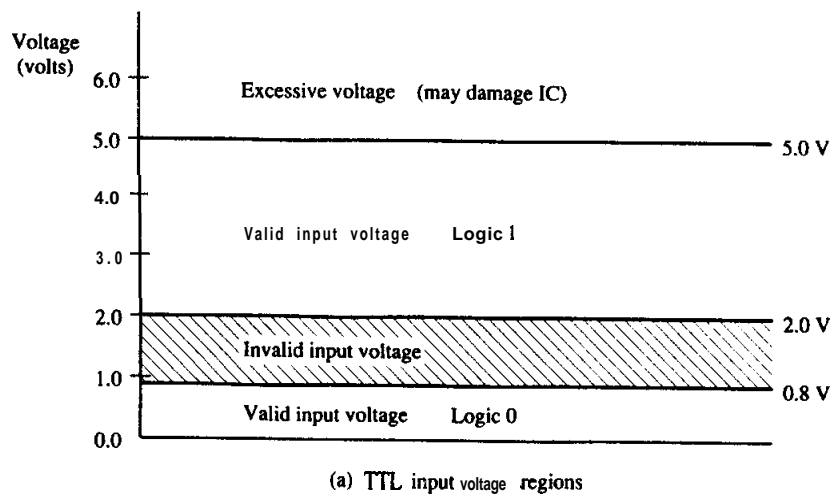 Voltage
(volts)
6.0
Excessive voltage (may damage IC)
5.0
5.0 V
4.0
Valid input voltage Logic 1
3.0
2.0
2.0 V
Invalid input voltage
1.0
0.8 V
Valid input voltage Logic 0
0.0
(a) TTL input voltage regions